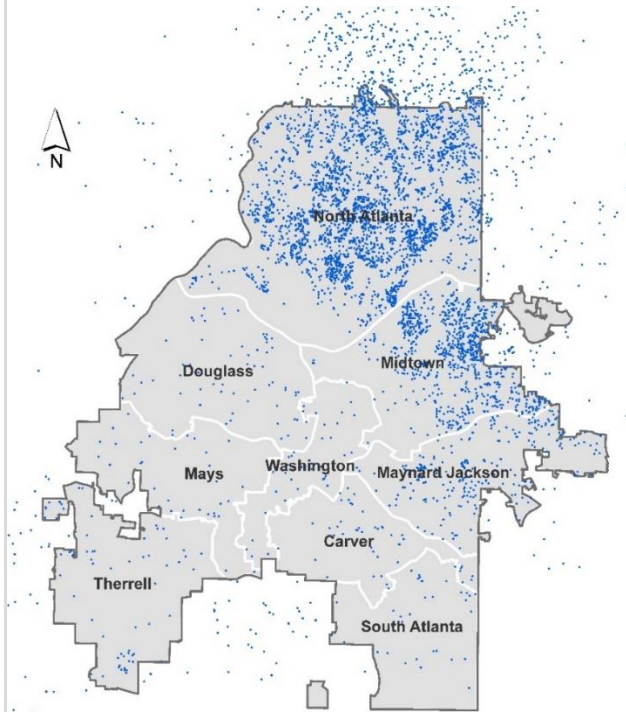 N
North Atlanta
Douglass
Midtown
Mays
Washington
Maynard Jackson
Carver
Therrell
South Atlanta